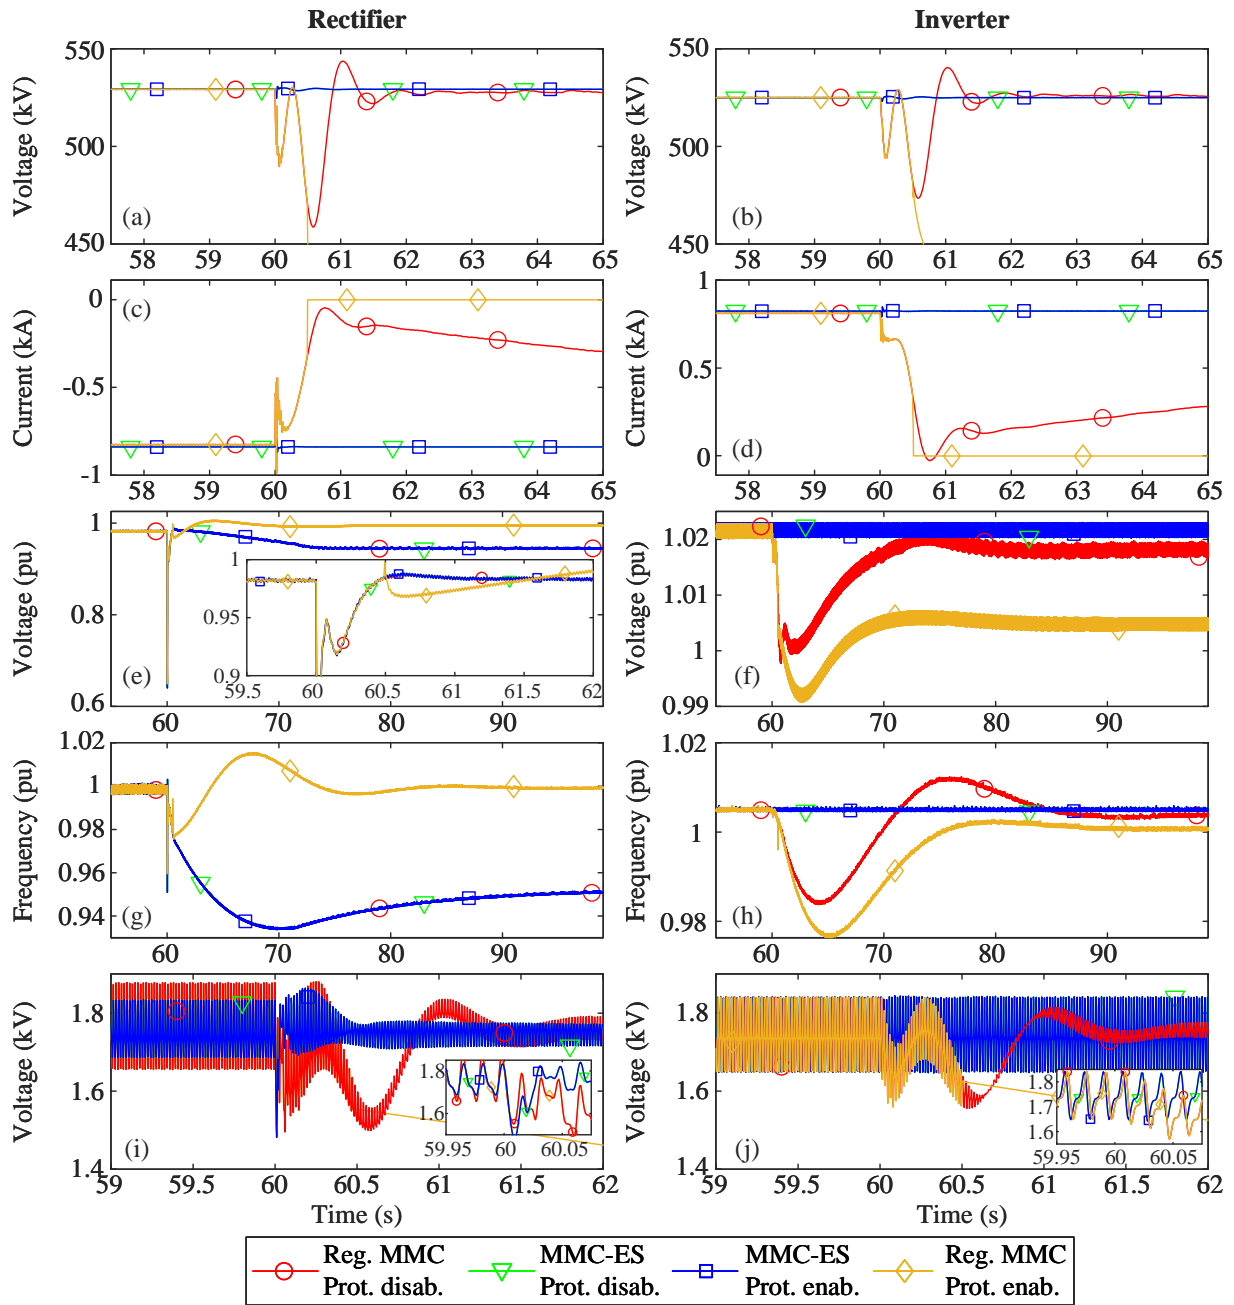 Rectifier Inverter
Voltage (kV)
550
500
450
(a)
58 59 60 61 62 63 64 65
Voltage (kV)
550
500
450
(b)
58 59 60 61 62 63 64 65
Current (kA)
0
-0.5
-1
(c)
58 59 60 61 62 63 64 65
Current (kA)
1
0.5
0
(d)
58 59 60 61 62 63 64 65
Voltage (pu)
1
0.8
0.6
(e)
60 70 80 90
1
0.95
0.9
59.5 60 60.5 61 61.5 62
Voltage (pu)
1.02
1.01
1
0.99
(f)
60 70 80 90
Frequency (pu)
1.02
1
0.98
0.96
0.94
(g)
60 70 80 90
Frequency (pu)
1.02
1
0.98
(h)
60 70 80 90
Voltage (kV)
1.8
1.6
1.4
(i)
59 59.5 60 60.5 61 61.5 62
1.8
1.6
59.95 60 60.05
Time (s)
Voltage (kV)
1.8
1.6
1.4
(j)
59 59.5 60 60.5 61 61.5 62
1.8
1.7
1.6
59.95 60 60.05
Time (s)
Reg. MMC Prot. disab.
MMC-ES Prot. disab.
MMC-ES Prot. enab.
Reg. MMC Prot. enab.